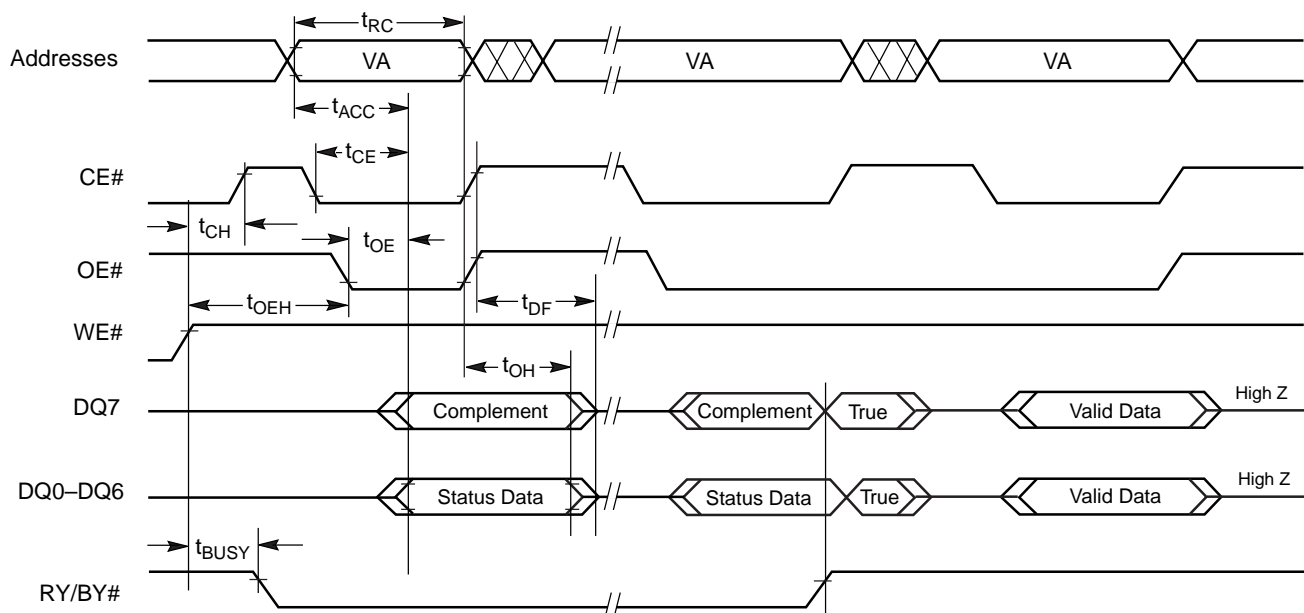 tRC
Addresses VA VA VA
tACC
tCE
CE#
tCH
tOE
OE#
tOEH
tDF
WE#
tOH
DQ7 Complement Complement True Valid Data High Z
DQ0–DQ6 Status Data Status Data True Valid Data High Z
tBUSY
RY/BY#